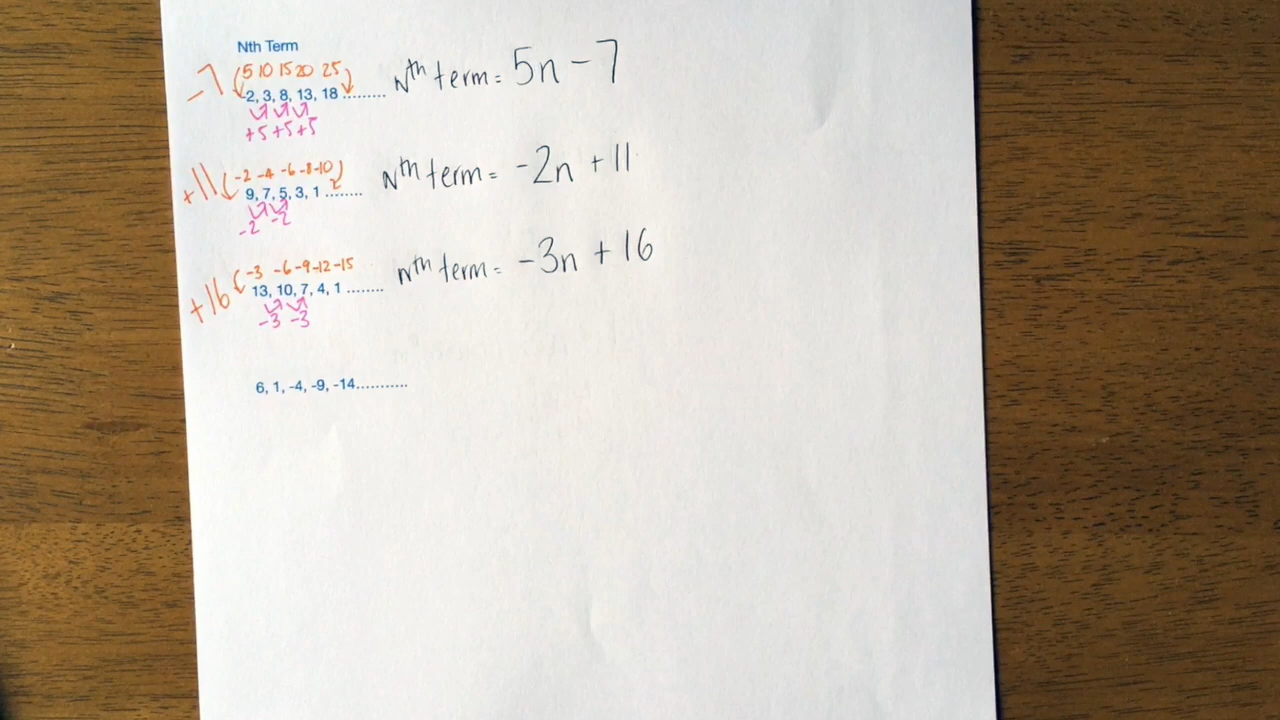 Nth Term
-7 (5 10 15 20 25)
-2, 3, 8, 13, 18 ......... Nth term = 5n - 7
+5 +5 +5
+11 (-2 -4 -6 -8 -10)
9, 7, 5, 3, 1 ........ Nth term = -2n + 11
-2 -2
+16 (-3 -6 -9 -12 -15
13, 10, 7, 4, 1 ........ Nth term = -3n + 16
-3 -3
6, 1, -4, -9, -14...........